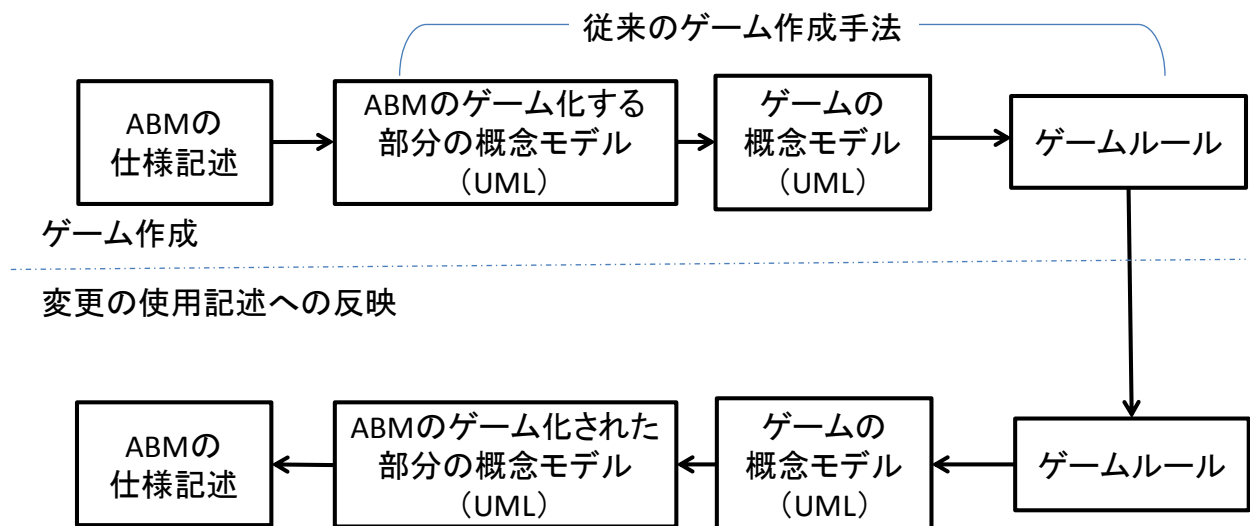 従来のゲーム作成手法
ABMの
仕様記述
ABMのゲーム化する
部分の概念モデル
（UML）
ゲームの
概念モデル
（UML）
ゲームルール
ゲーム作成
変更の使用記述への反映
ABMの
仕様記述
ABMのゲーム化された
部分の概念モデル
（UML）
ゲームの
概念モデル
（UML）
ゲームルール